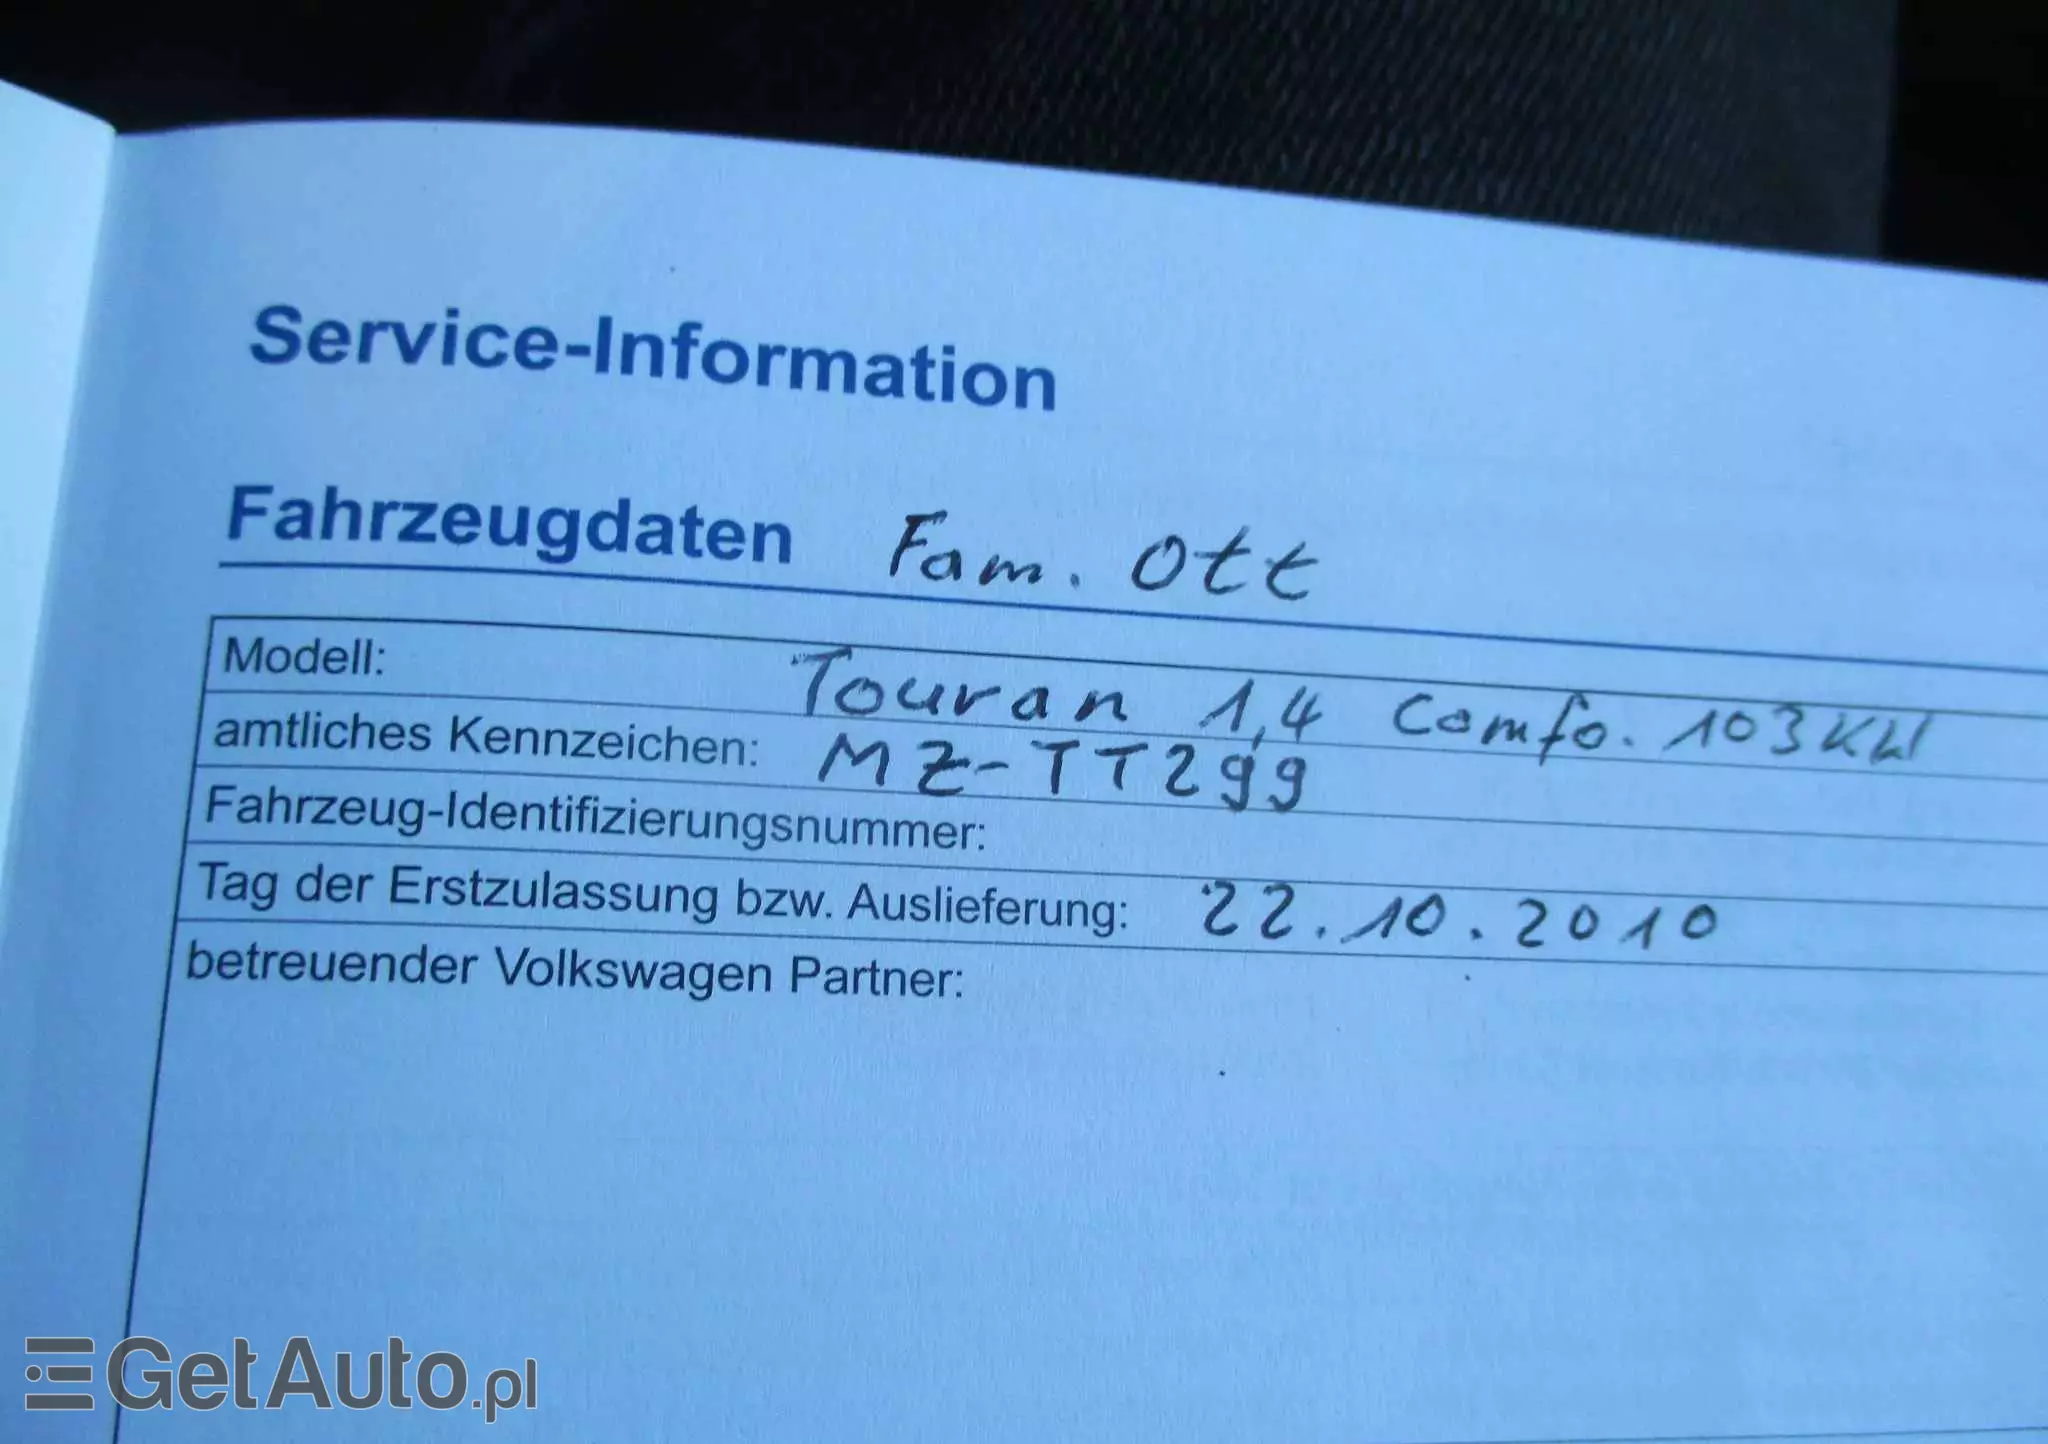 Service-Information
Fahrzeugdaten Fam. Ott
Modell: Touran 1,4 Comfo. 103KW
amtliches Kennzeichen: MZ-TT299
Fahrzeug-Identifizierungsnummer:
Tag der Erstzulassung bzw. Auslieferung: 22.10.2010
betreuender Volkswagen Partner:
GetAuto.pl